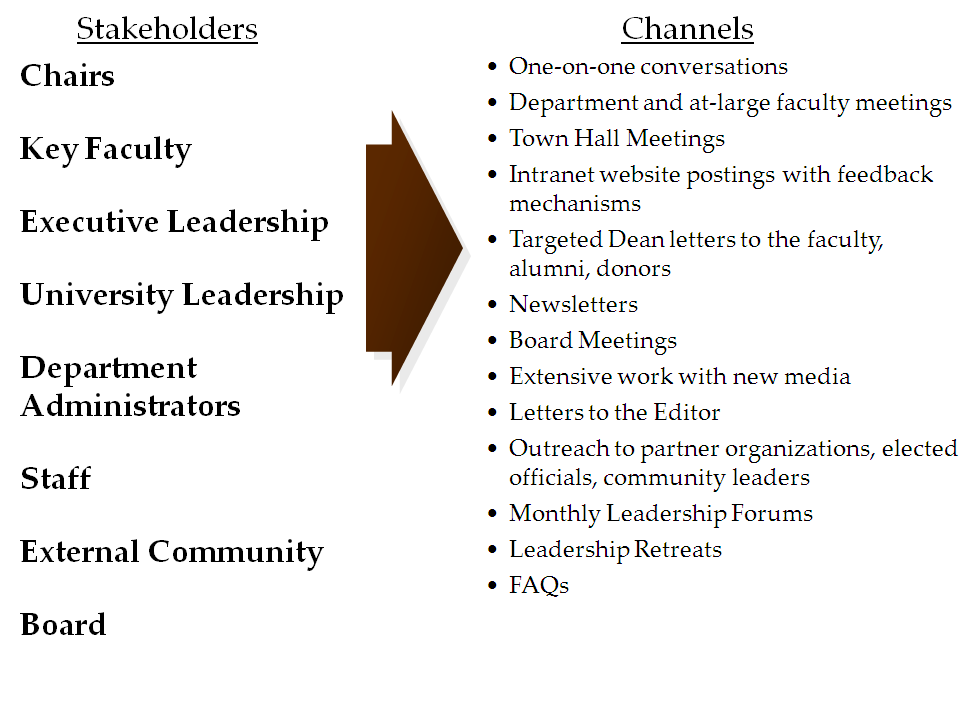 Stakeholders
Chairs
Key Faculty
Executive Leadership
University Leadership
Department
Administrators
Staff
External Community
Board
Channels
• One-on-one conversations
• Department and at-large faculty meetings
• Town Hall Meetings
• Intranet website postings with feedback
mechanisms
• Targeted Dean letters to the faculty,
alumni, donors
• Newsletters
• Board Meetings
• Extensive work with new media
• Letters to the Editor
• Outreach to partner organizations, elected
officials, community leaders
• Monthly Leadership Forums
• Leadership Retreats
• FAQs